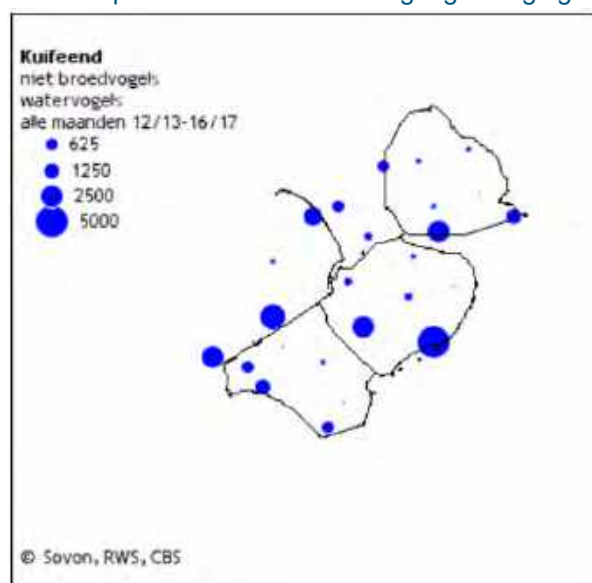 Kuifeend
niet broedvogels
watervogels
alle maanden 12/13-16/17
625
1250
2500
5000
© Sovon, RWS, CBS